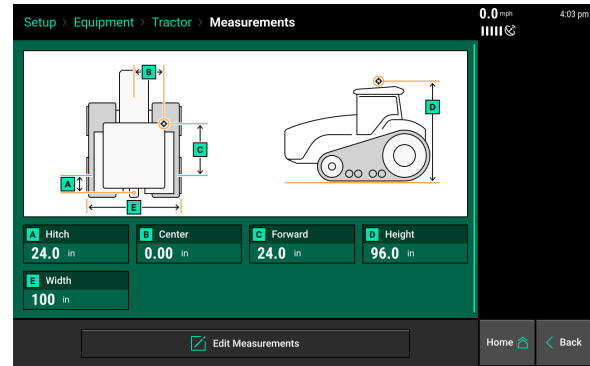 Setup > Equipment > Tractor > Measurements
0.0 mph
4:03 pm
B
D
C
A
E
A Hitch
24.0 in
B Center
0.00 in
C Forward
24.0 in
D Height
96.0 in
E Width
100 in
Edit Measurements
Home
< Back